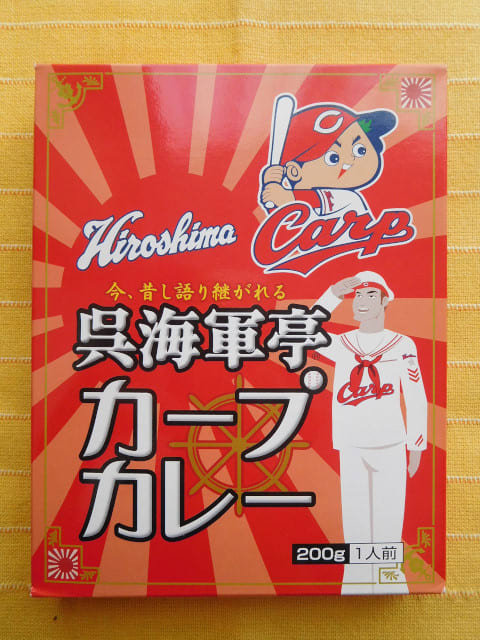 C
Carp
Hiroshima
今、昔し語り継がれる
呉海軍亭
カープ
カレー
Carp
200g 1人前